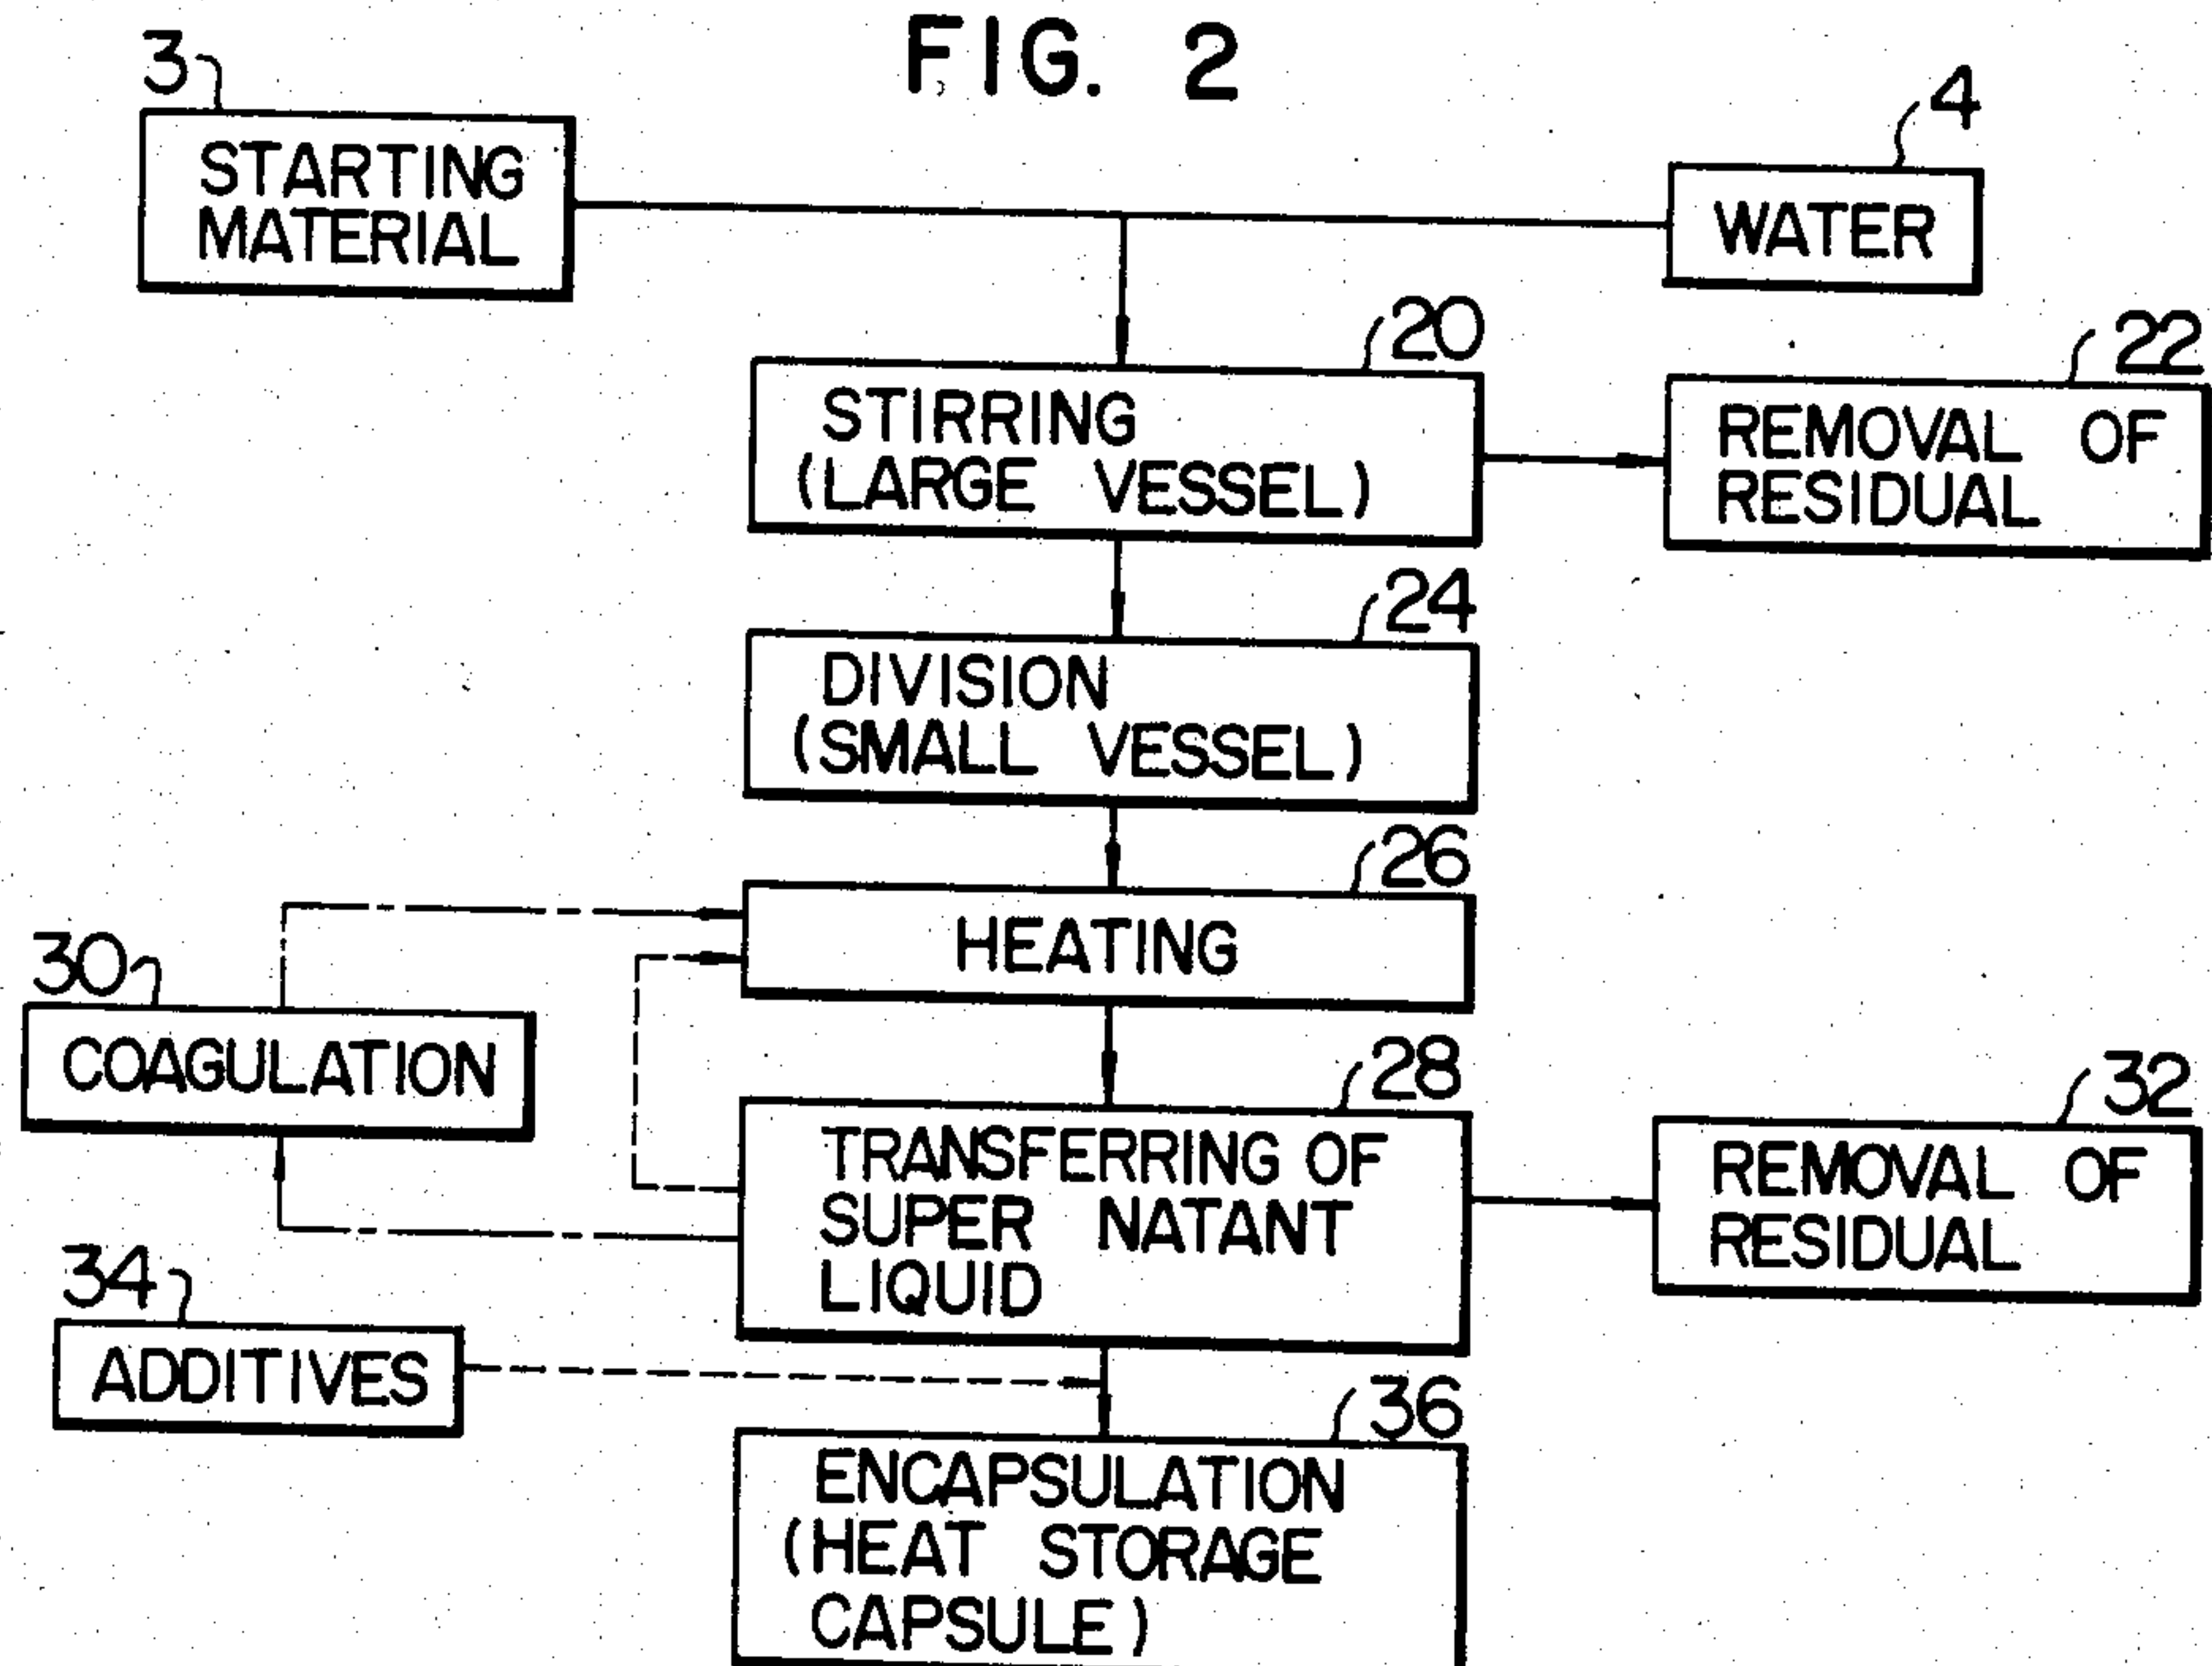 FIG. 2
3
STARTING
MATERIAL
4
WATER
20
STIRRING
(LARGE VESSEL)
22
REMOVAL OF
RESIDUAL
24
DIVISION
(SMALL VESSEL)
26
HEATING
30
COAGULATION
28
TRANSFERRING OF
SUPER NATANT
LIQUID
32
REMOVAL OF
RESIDUAL
34
ADDITIVES
36
ENCAPSULATION
(HEAT STORAGE
CAPSULE)